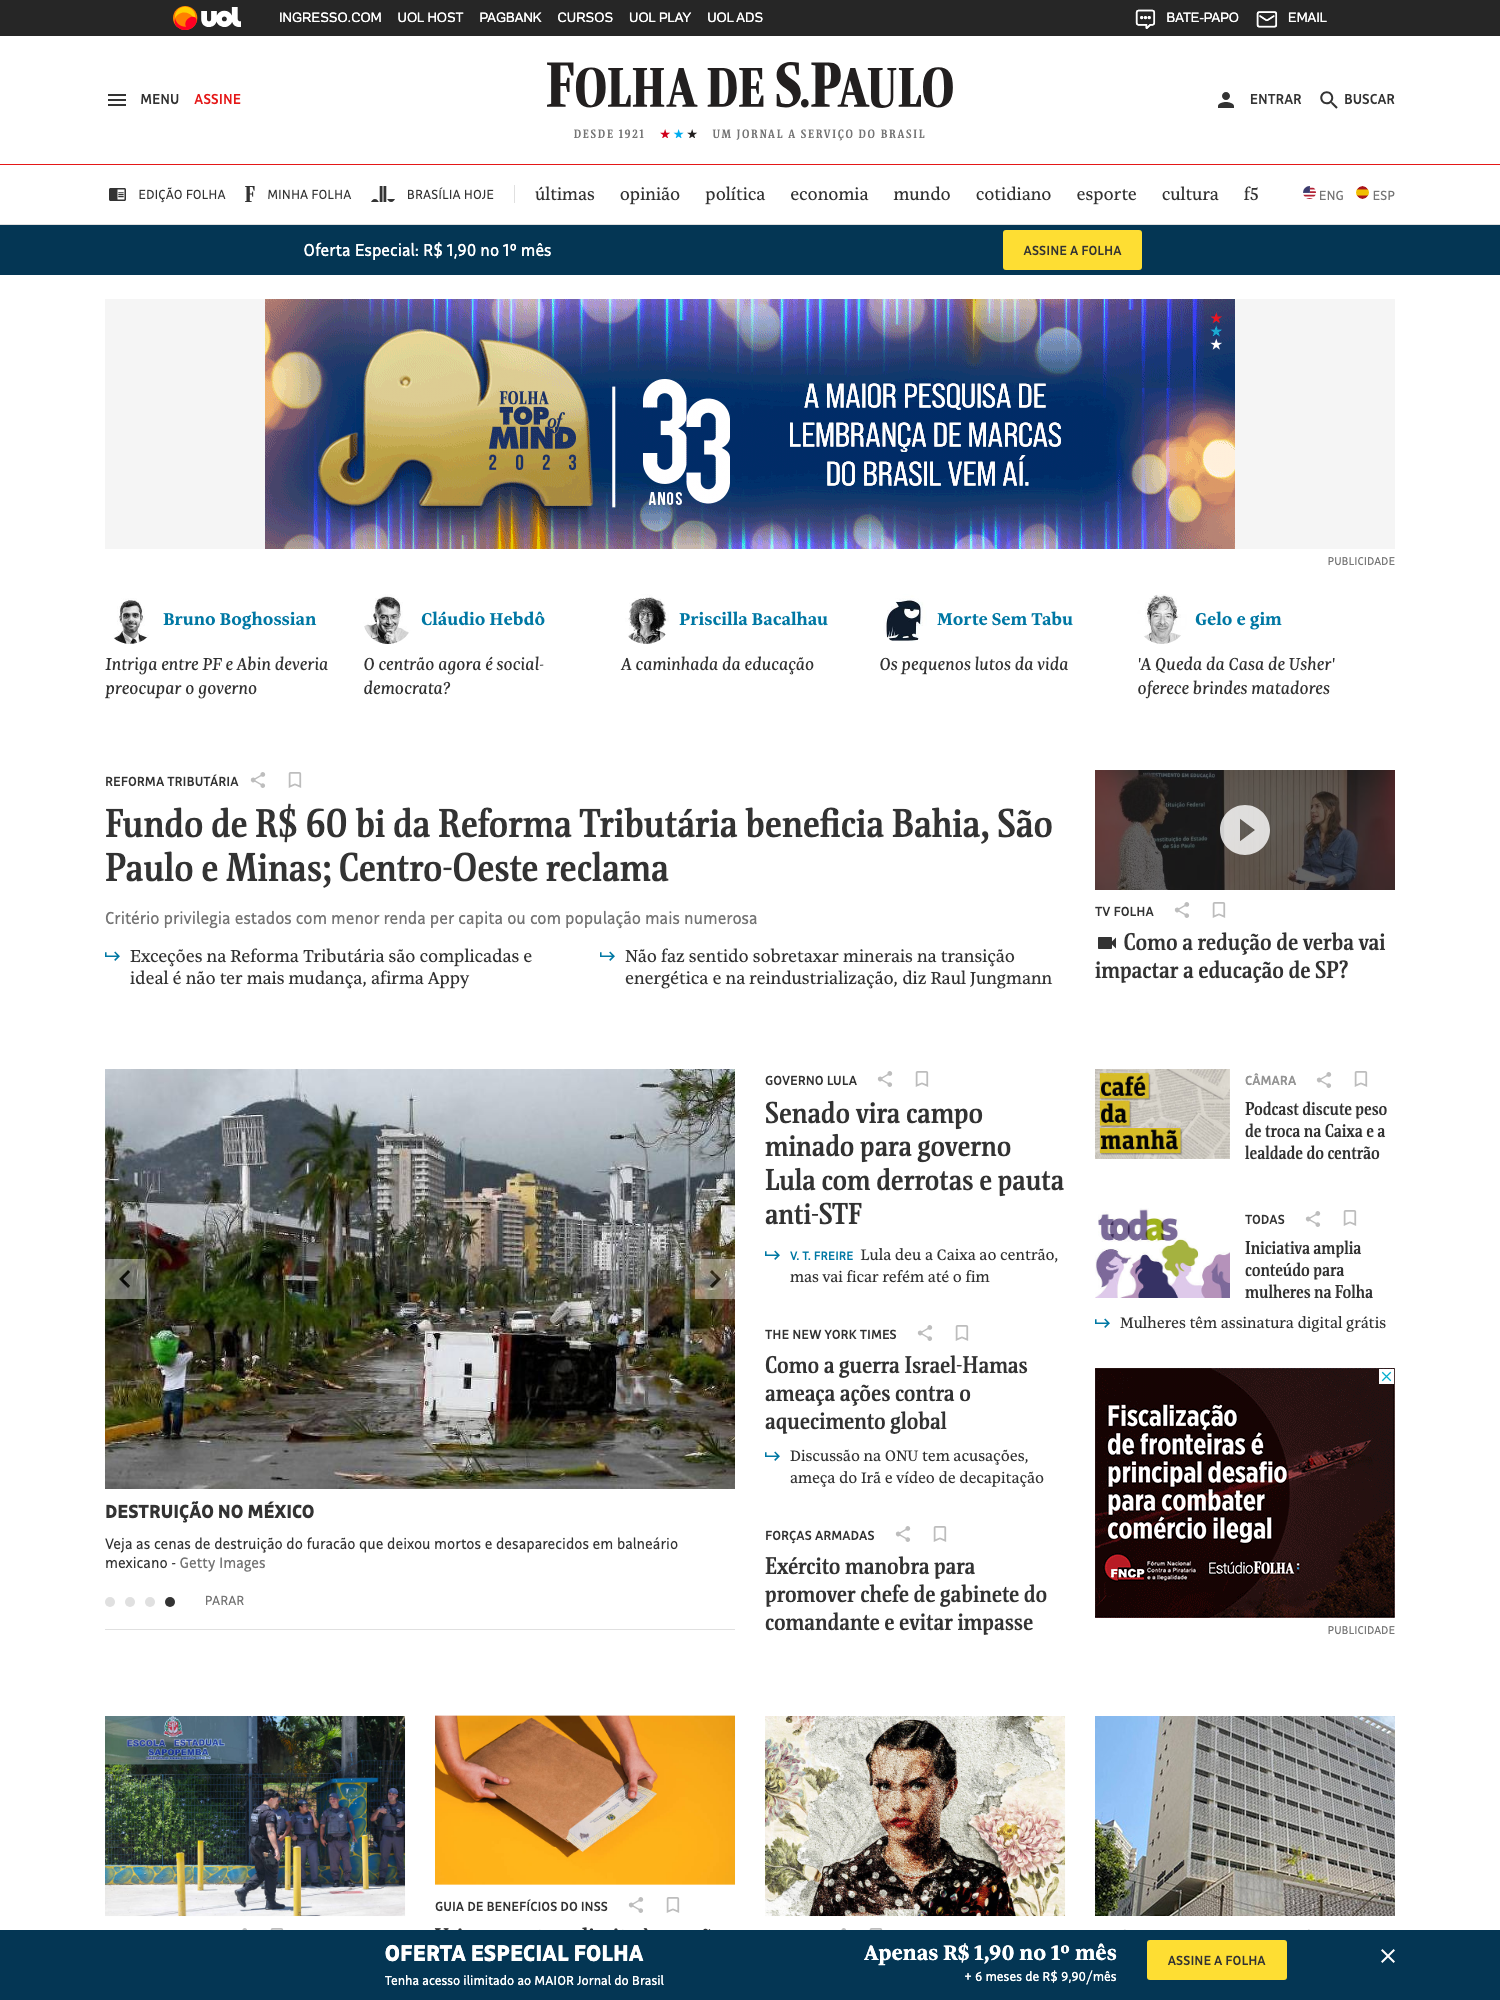 uol INGRESSO.COM UOL HOST PAGBANK CURSOS UOL PLAY UOL ADS BATE-PAPO EMAIL
MENU ASSINE
FOLHA DE S.PAULO
ENTRAR BUSCAR
DESDE 1921 ★★★ UM JORNAL A SERVIÇO DO BRASIL
EDIÇÃO FOLHA F MINHA FOLHA BRASÍLIA HOJE últimas opinião política economia mundo cotidiano esporte cultura f5 ENG ESP
Oferta Especial: R$ 1,90 no 1º mês ASSINE A FOLHA
FOLHA
TOP of
MIND
2023
33
ANOS
A MAIOR PESQUISA DE
LEMBRANÇA DE MARCAS
DO BRASIL VEM AÍ.
PUBLICIDADE
Bruno Boghossian
Intriga entre PF e Abin deveria
preocupar o governo
Cláudio Hebdô
O centrão agora é social-
democrata?
Priscilla Bacalhau
A caminhada da educação
Morte Sem Tabu
Os pequenos lutos da vida
Gelo e gim
'A Queda da Casa de Usher'
oferece brindes matadores
REFORMA TRIBUTÁRIA
Fundo de R$ 60 bi da Reforma Tributária beneficia Bahia, São
Paulo e Minas; Centro-Oeste reclama
Critério privilegia estados com menor renda per capita ou com população mais numerosa
Exceções na Reforma Tributária são complicadas e
ideal é não ter mais mudança, afirma Appy
Não faz sentido sobretaxar minerais na transição
energética e na reindustrialização, diz Raul Jungmann
TV FOLHA
Como a redução de verba vai
impactar a educação de SP?
DESTRUIÇÃO NO MÉXICO
Veja as cenas de destruição do furacão que deixou mortos e desaparecidos em balneário
mexicano - Getty Images
PARAR
GOVERNO LULA
Senado vira campo
minado para governo
Lula com derrotas e pauta
anti-STF
V. T. FREIRE Lula deu a Caixa ao centrão,
mas vai ficar refém até o fim
THE NEW YORK TIMES
Como a guerra Israel-Hamas
ameaça ações contra o
aquecimento global
Discussão na ONU tem acusações,
ameça do Irã e vídeo de decapitação
FORÇAS ARMADAS
Exército manobra para
promover chefe de gabinete do
comandante e evitar impasse
café
da
manhã
CÂMARA
Podcast discute peso
de troca na Caixa e a
lealdade do centrão
todas
TODAS
Iniciativa amplia
conteúdo para
mulheres na Folha
Mulheres têm assinatura digital grátis
Fiscalização
de fronteiras é
principal desafio
para combater
comércio ilegal
FNCP Fórum Nacional
Contra a Pirataria
e a Ilegalidade
EstúdioFOLHA
PUBLICIDADE
ESCOLA ESTADUAL
SAPOPEMBA
GUIA DE BENEFÍCIOS DO INSS
OFERTA ESPECIAL FOLHA
Tenha acesso ilimitado ao MAIOR Jornal do Brasil
Apenas R$ 1,90 no 1º mês
+ 6 meses de R$ 9,90/mês
ASSINE A FOLHA